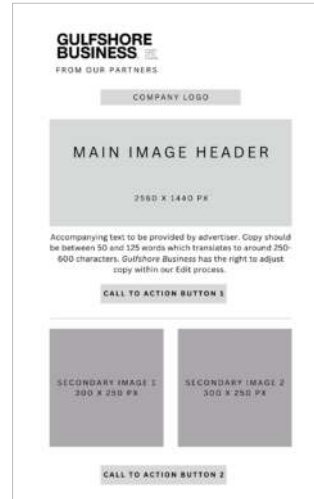 GULFSHORE
BUSINESS
FROM OUR PARTNERS
COMPANY LOGO
MAIN IMAGE HEADER
2560 X 1440 PX
Accompanying text to be provided by advertiser. Copy should
be between 50 and 125 words which translates to around 250-
600 characters. Gulfshore Business has the right to adjust
copy within our Edit process.
CALL TO ACTION BUTTON 1
SECONDARY IMAGE 1
300 X 250 PX
SECONDARY IMAGE 2
300 X 250 PX
CALL TO ACTION BUTTON 2